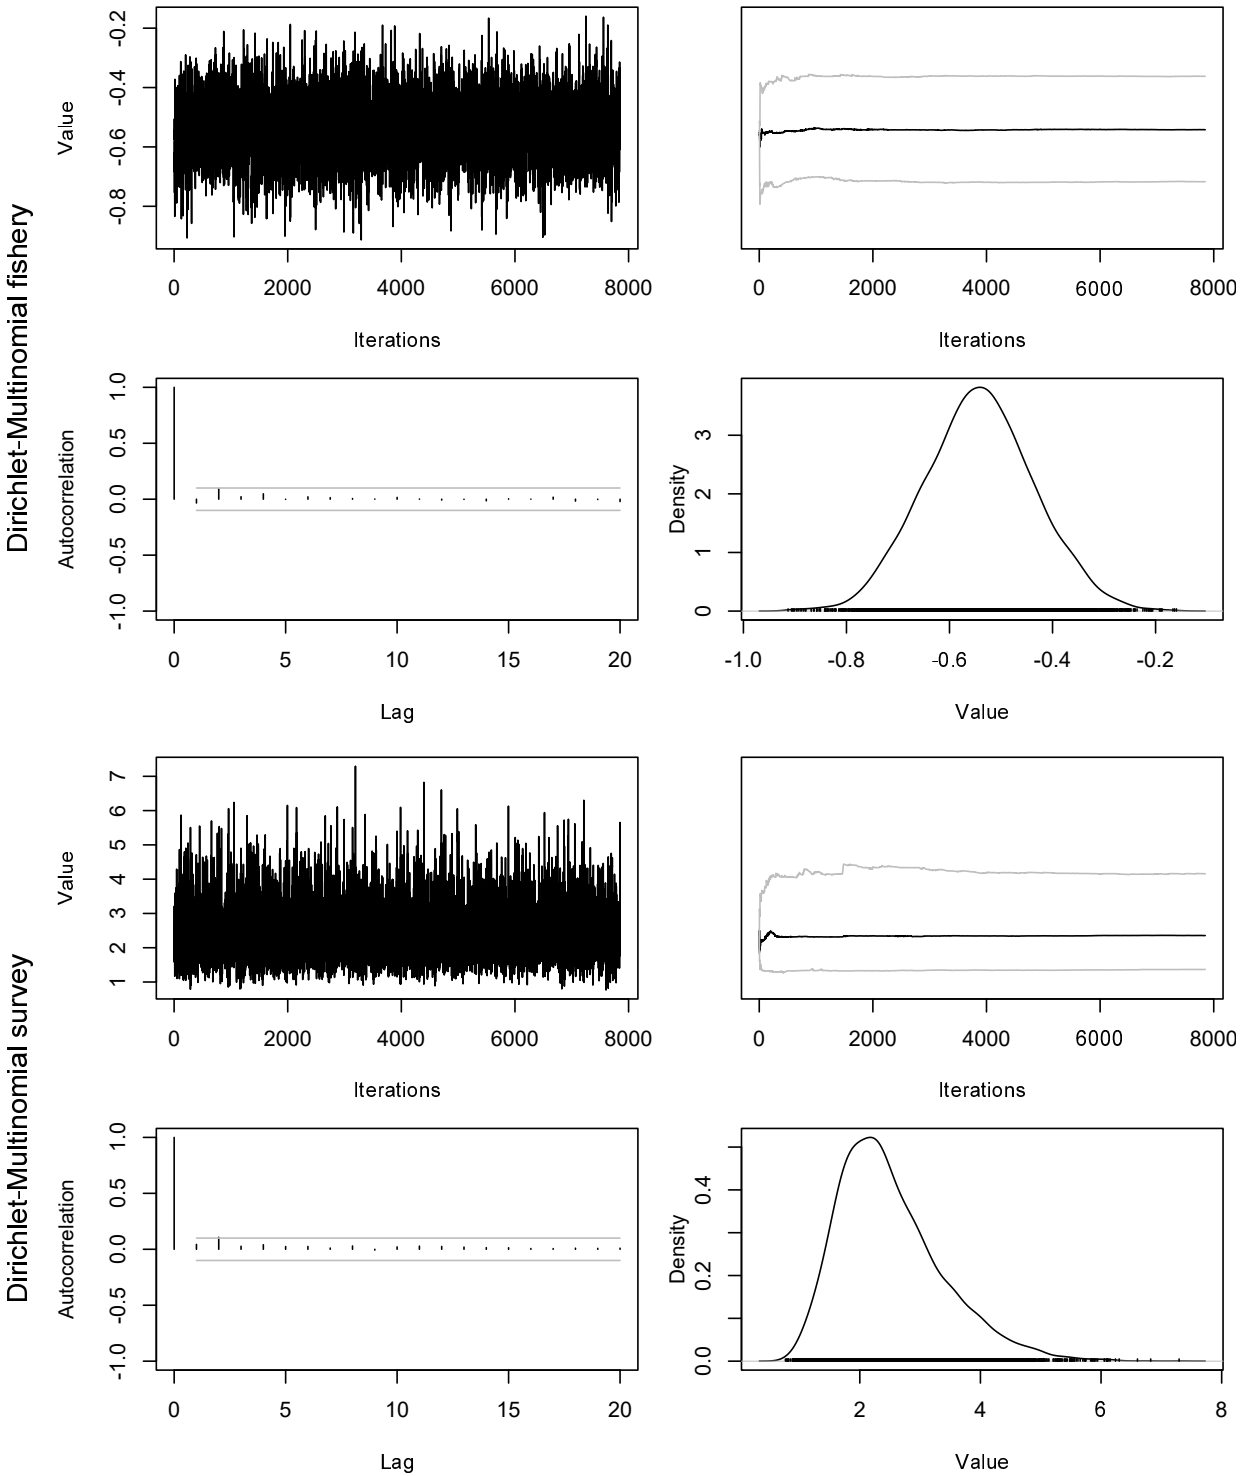 Dirichlet-Multinomial fishery
Value
-0.2
-0.4
-0.6
-0.8
0 2000 4000 6000 8000
Iterations
0 2000 4000 6000 8000
Iterations
Autocorrelation
1.0
0.5
0.0
-0.5
-1.0
0 5 10 15 20
Lag
Density
3
2
1
0
-1.0 -0.8 -0.6 -0.4 -0.2
Value
Dirichlet-Multinomial survey
Value
7
6
5
4
3
2
1
0 2000 4000 6000 8000
Iterations
0 2000 4000 6000 8000
Iterations
Autocorrelation
1.0
0.5
0.0
-0.5
-1.0
0 5 10 15 20
Lag
Density
0.4
0.2
0.0
2 4 6 8
Value